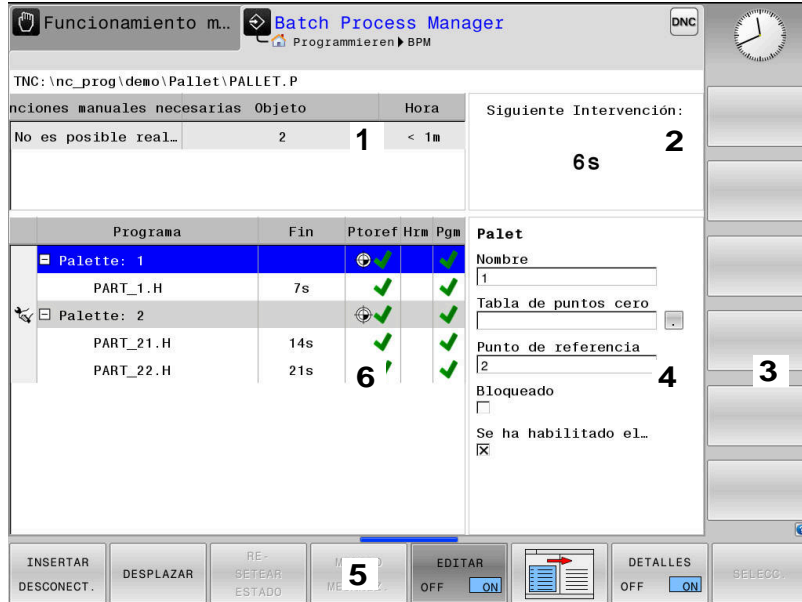 Funcionamiento m…
Batch Process Manager
Programmieren BPM
DNC
TNC:\nc_prog\demo\Pallet\PALLET.P
nciones manuales necesarias Objeto Hora
No es posible real… 2 < 1m
1
Siguiente Intervención:
6s
2
Programa Fin Ptoref Hrm Pgm
Palette: 1
PART_1.H 7s
Palette: 2
PART_21.H 14s
PART_22.H 21s
6
Palet
Nombre
1
Tabla de puntos cero
.
Punto de referencia
2
4
Bloqueado
Se ha habilitado el…
3
INSERTAR DESCONECT.
DESPLAZAR
RE- SETEAR ESTADO
5
EDITAR
OFF ON
DETALLES
OFF ON
SELECC.